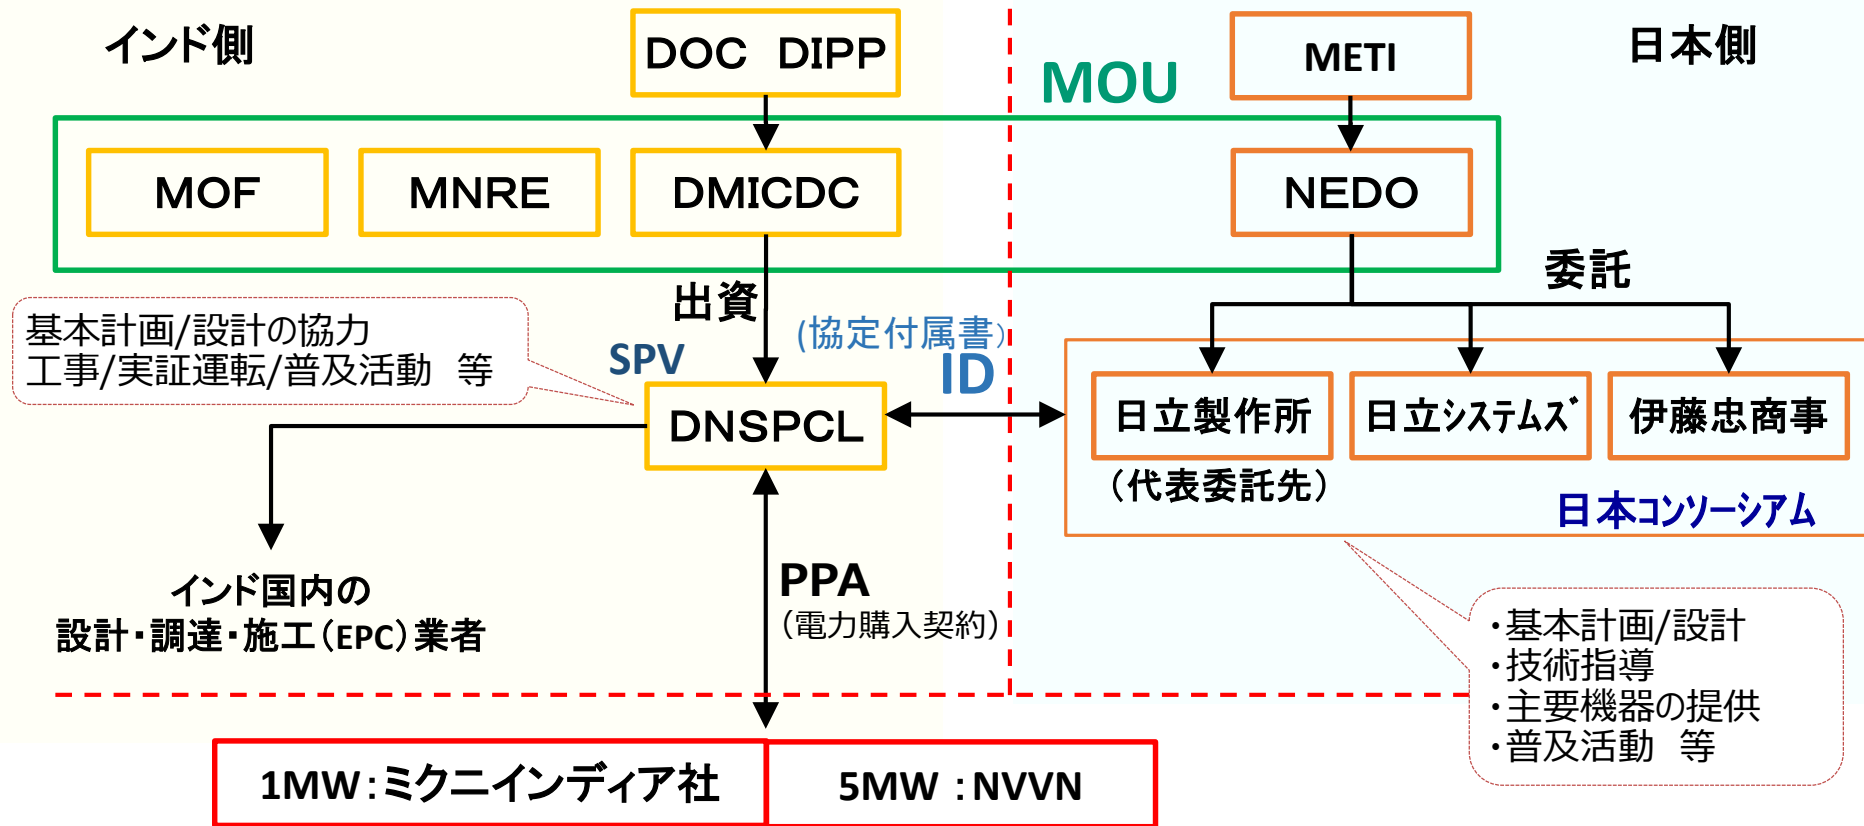 インド側
DOC　DIPP
MOU
METI
日本側
MOF
MNRE
DMICDC
NEDO
出資
委託
基本計画/設計の協力
工事/実証運転/普及活動　等
SPV
(協定付属書)
ID
DNSPCL
日立製作所
日立ｼｽﾃﾑｽﾞ
伊藤忠商事
（代表委託先）
日本ｺﾝｿｰｼｱﾑ
インド国内の
設計・調達・施工（EPC）業者
PPA
（電力購入契約）
・基本計画/設計
・技術指導
・主要機器の提供
・普及活動　等
1MW：ミクニインディア社
5MW ：NVVN